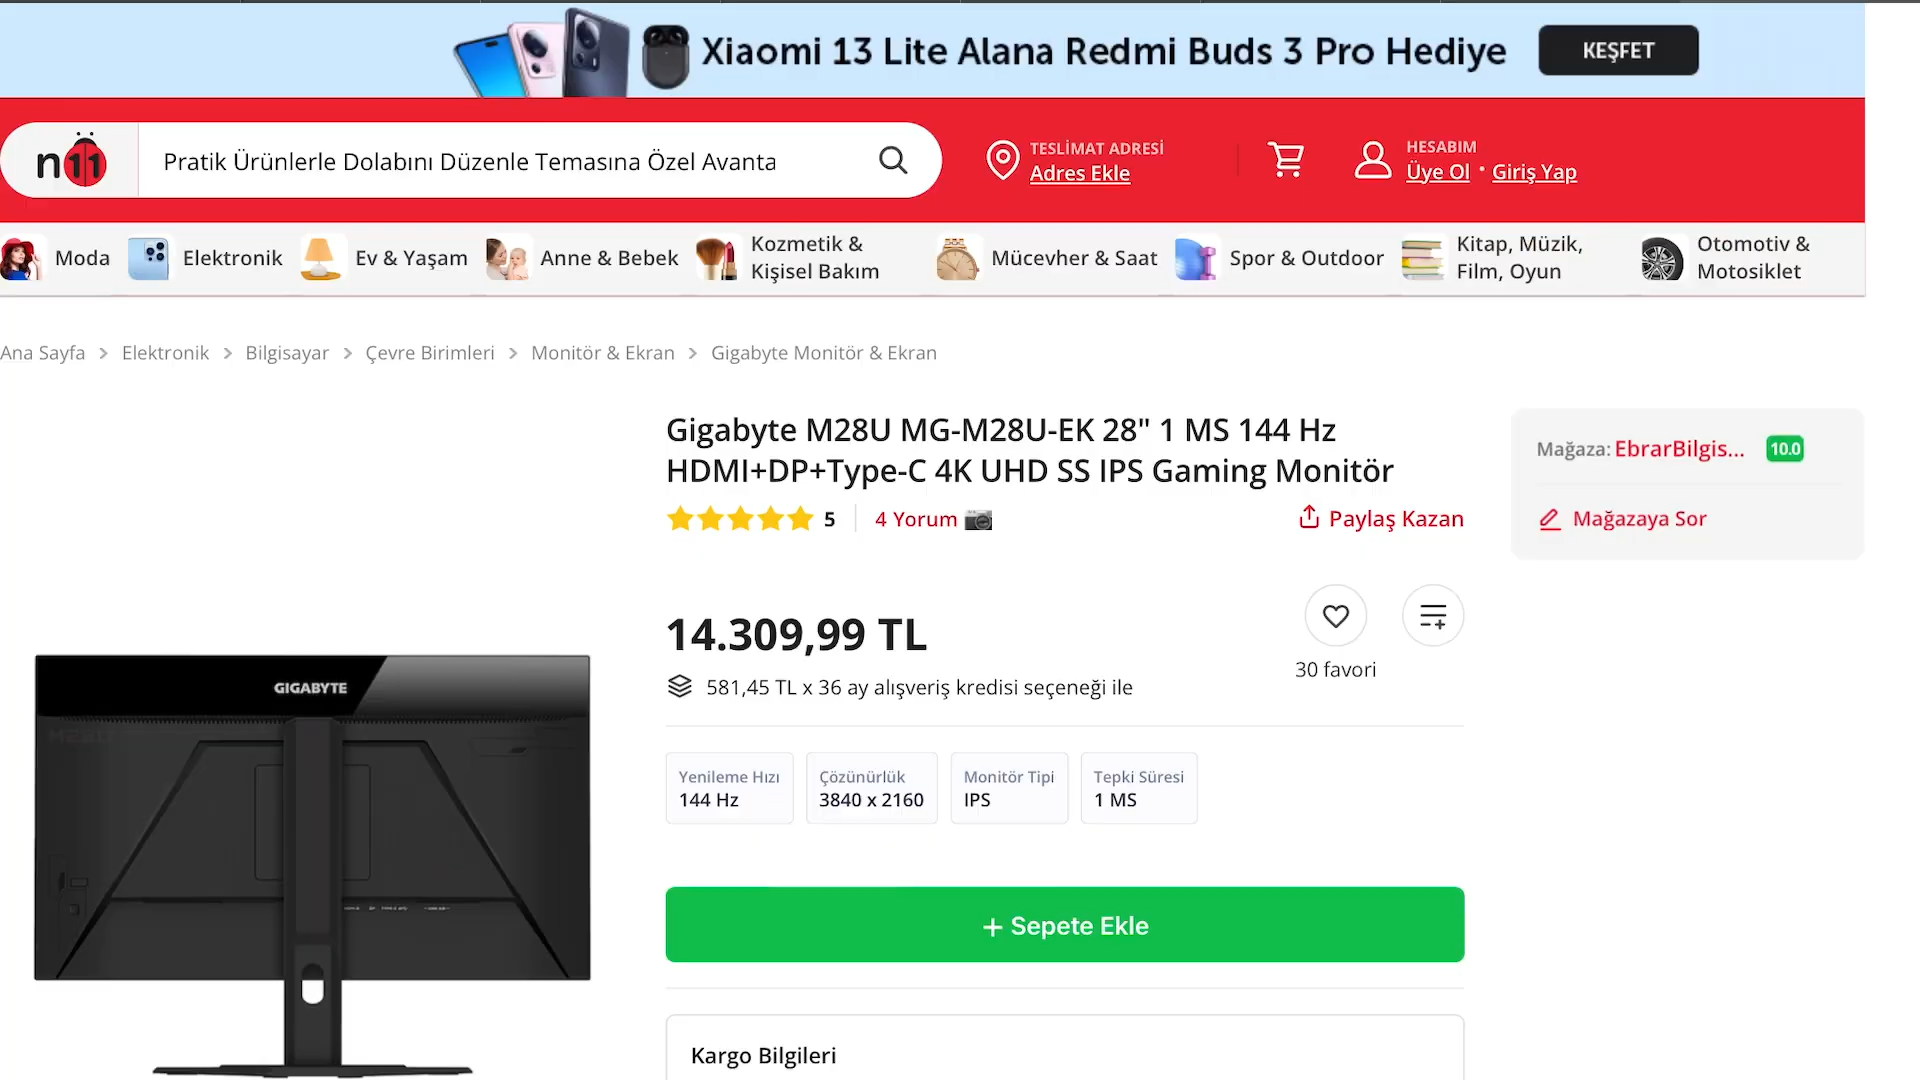 Xiaomi 13 Lite Alana Redmi Buds 3 Pro Hediye
KEŞFET
n11
Pratik Ürünlerle Dolabını Düzenle Temasına Özel Avanta
TESLİMAT ADRESİ
Adres Ekle
HESABIM
Üye Ol • Giriş Yap
Moda
Elektronik
Ev & Yaşam
Anne & Bebek
Kozmetik &
Kişisel Bakım
Mücevher & Saat
Spor & Outdoor
Kitap, Müzik,
Film, Oyun
Otomotiv &
Motosiklet
Ana Sayfa > Elektronik > Bilgisayar > Çevre Birimleri > Monitör & Ekran > Gigabyte Monitör & Ekran
Gigabyte M28U MG-M28U-EK 28" 1 MS 144 Hz
HDMI+DP+Type-C 4K UHD SS IPS Gaming Monitör
5
4 Yorum
Paylaş Kazan
Mağaza: EbrarBilgis... 10.0
Mağazaya Sor
14.309,99 TL
30 favori
581,45 TL x 36 ay alışveriş kredisi seçeneği ile
GIGABYTE
Yenileme Hızı
144 Hz
Çözünürlük
3840 x 2160
Monitör Tipi
IPS
Tepki Süresi
1 MS
+ Sepete Ekle
Kargo Bilgileri